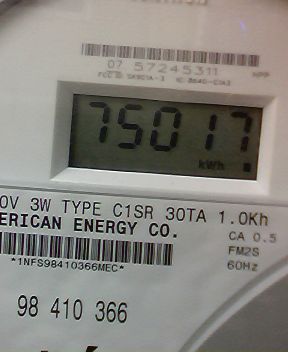 07 57245311
75017
kWh
0V 3W TYPE C1SR 30TA 1.0Kh
ERICAN ENERGY CO.
CA 0.5
FM2S
60Hz
*1NFS98410366MEC*
98 410 366